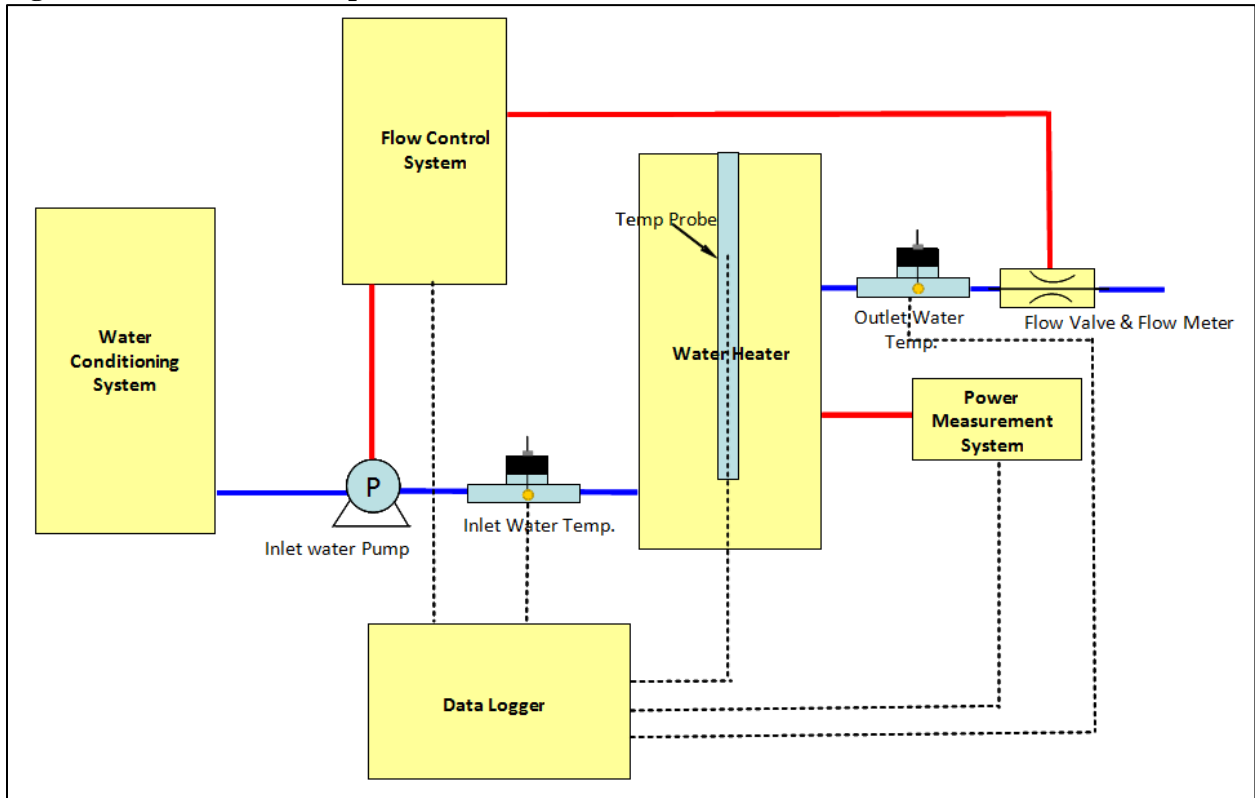 Flow Control
System
Temp Probe
Water
Conditioning
System
Water Heater
Outlet Water
Temp.
Flow Valve & Flow Meter
Power
Measurement
System
P
Inlet water Pump
Inlet Water Temp.
Data Logger